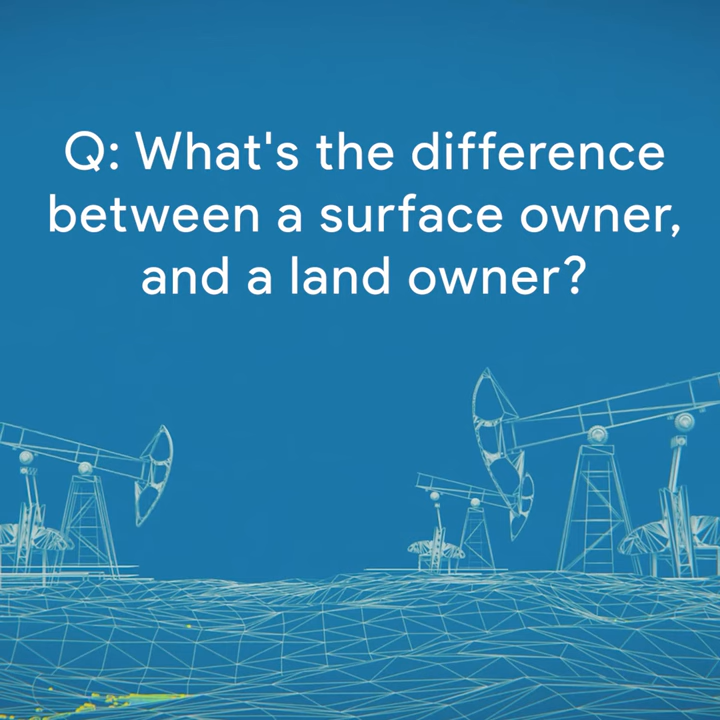 Q: What's the difference
between a surface owner,
and a land owner?